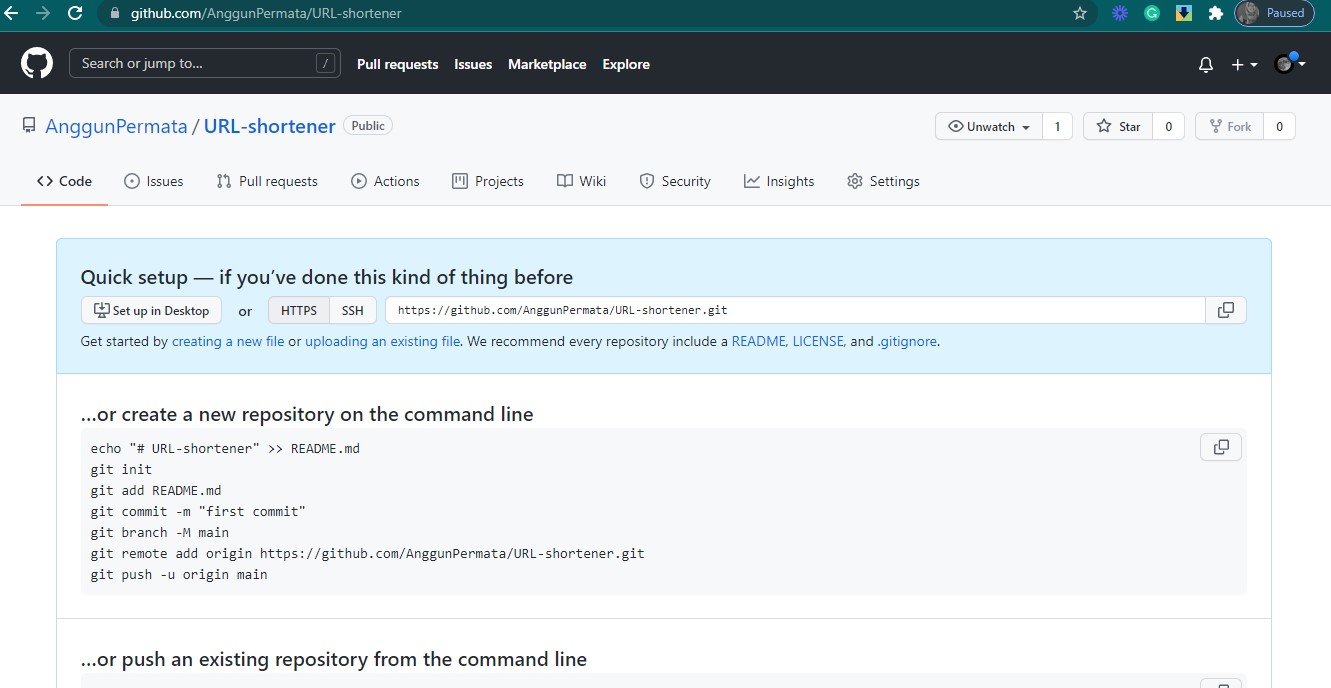 github.com/AnggunPermata/URL-shortener
Paused
Search or jump to...
/
Pull requests
Issues
Marketplace
Explore
AnggunPermata / URL-shortener
Public
Unwatch
1
Star
0
Fork
0
Code
Issues
Pull requests
Actions
Projects
Wiki
Security
Insights
Settings
Quick setup — if you’ve done this kind of thing before
Set up in Desktop
or
HTTPS
SSH
https://github.com/AnggunPermata/URL-shortener.git
Get started by creating a new file or uploading an existing file. We recommend every repository include a README, LICENSE, and .gitignore.
…or create a new repository on the command line
echo "# URL-shortener" >> README.md
git init
git add README.md
git commit -m "first commit"
git branch -M main
git remote add origin https://github.com/AnggunPermata/URL-shortener.git
git push -u origin main
…or push an existing repository from the command line